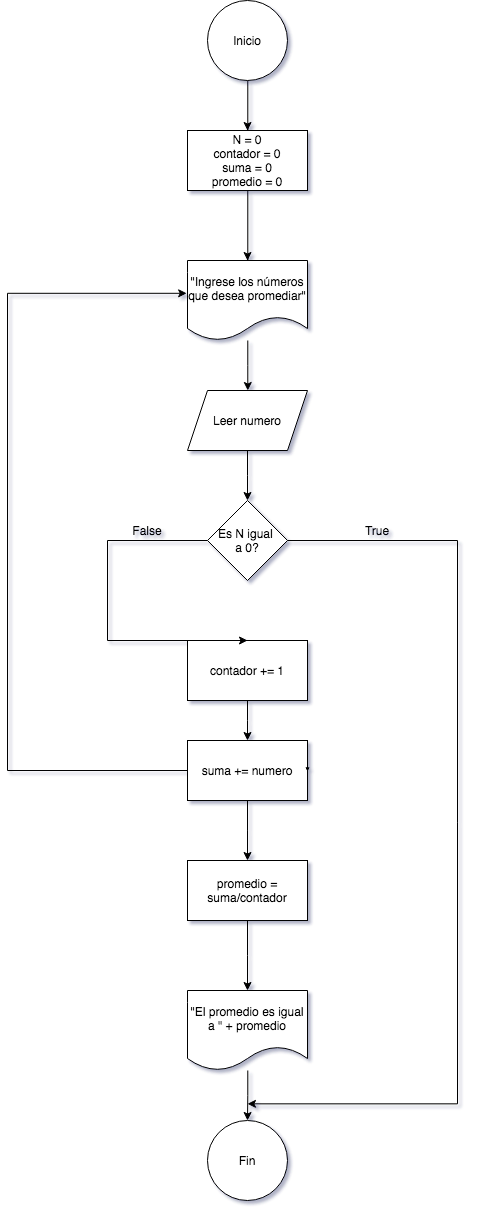 Inicio
N = 0
contador = 0
suma = 0
promedio = 0
"Ingrese los números
que desea promediar"
Leer numero
Es N igual
a 0?
False
True
contador += 1
suma += numero
promedio =
suma/contador
"El promedio es igual
a " + promedio
Fin